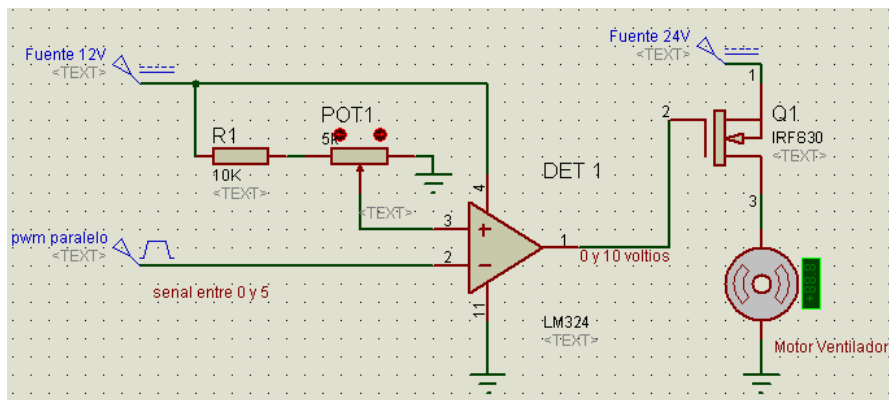 Fuente 12V
<TEXT>
Fuente 24V
<TEXT>
1
POT1
5K
R1
10K
<TEXT>
<TEXT>
2
Q1
IRF830
<TEXT>
DET 1
4
3
2
1
11
0 y 10 voltios
3
pwm paralelo
<TEXT>
senal entre 0 y 5
LM324
<TEXT>
Motor Ventilador